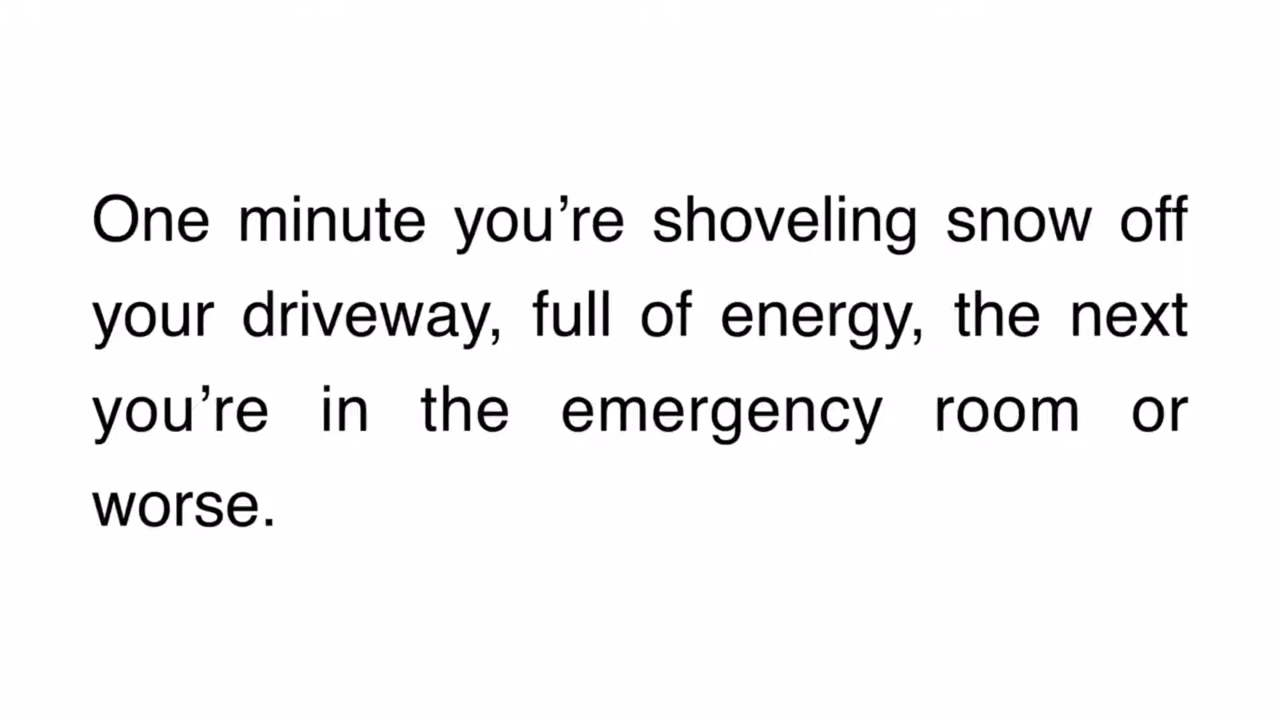 One minute you’re shoveling snow off
your driveway, full of energy, the next
you’re in the emergency room or
worse.